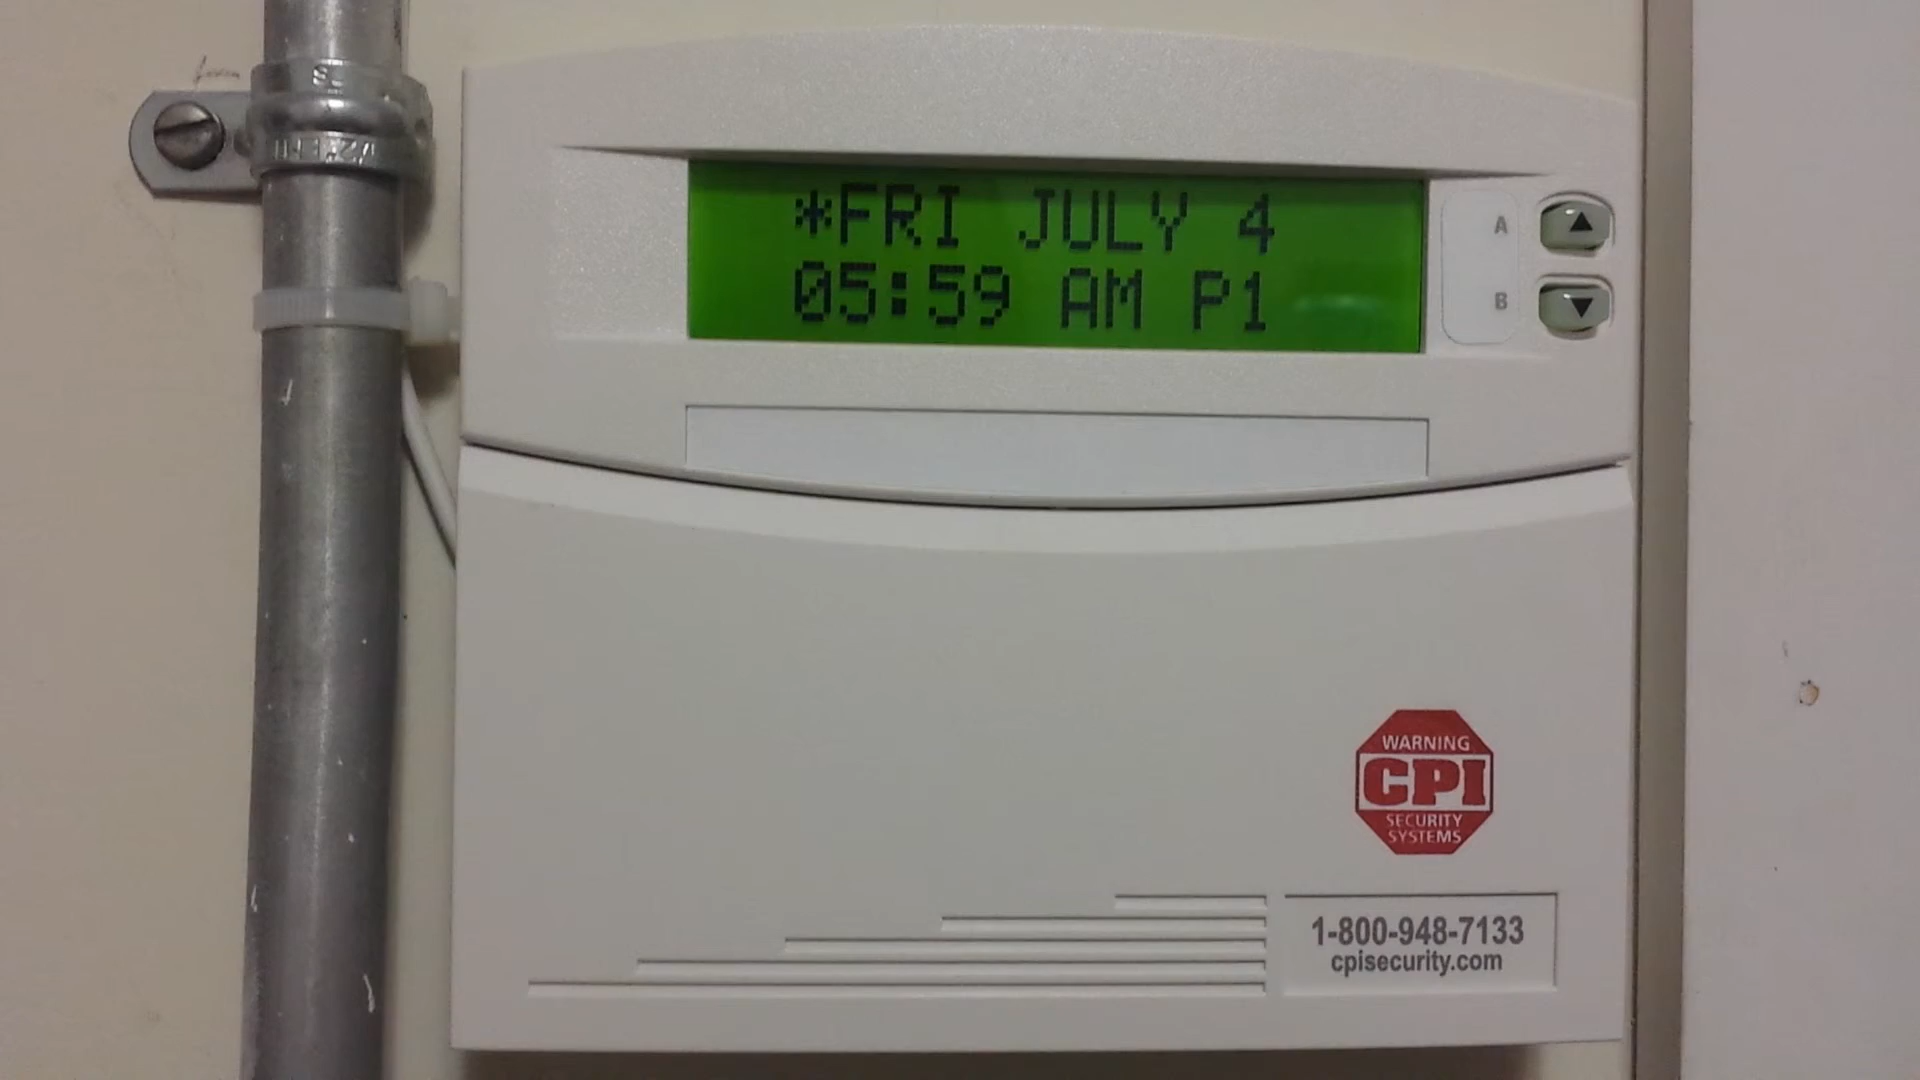 *FRI JULY 4
05:59 AM P1
A
B
WARNING
CPI
SECURITY
SYSTEMS
1-800-948-7133
cpisecurity.com